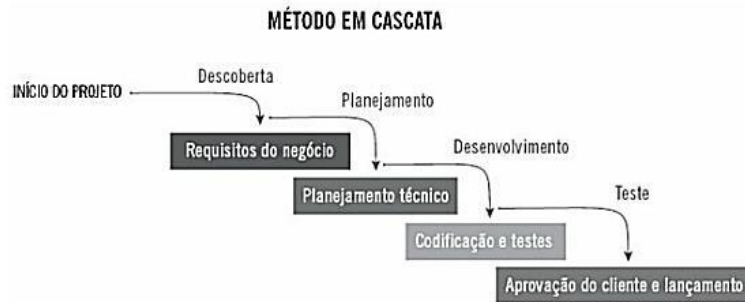 MÉTODO EM CASCATA
INÍCIO DO PROJETO
Descoberta
Requisitos do negócio
Planejamento
Planejamento técnico
Desenvolvimento
Codificação e testes
Teste
Aprovação do cliente e lançamento